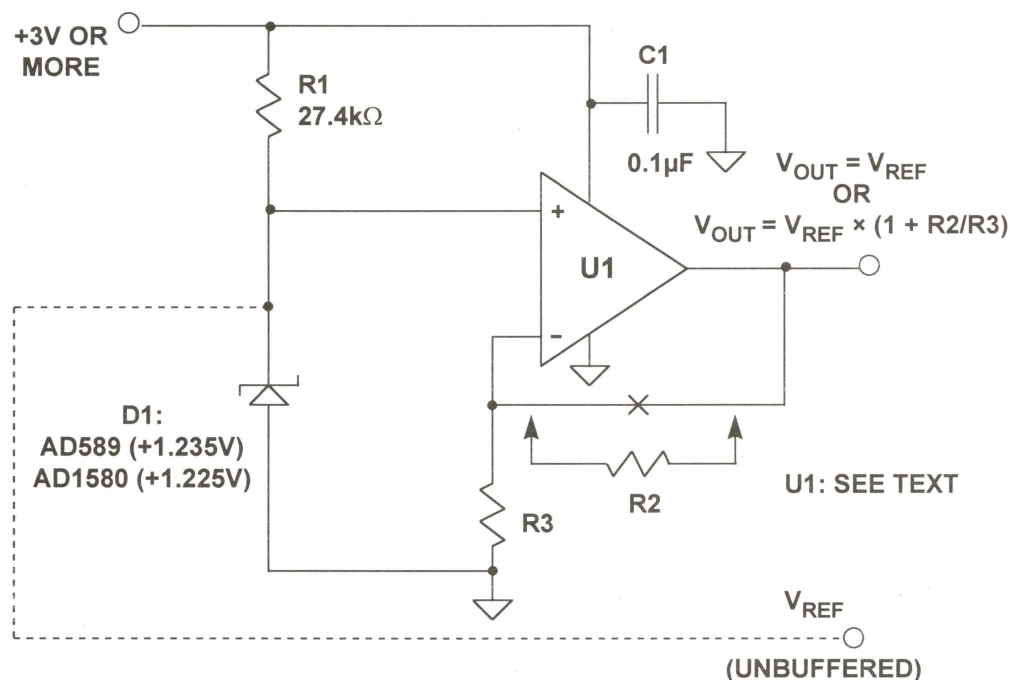 +3V OR
MORE
R1
27.4kΩ
C1
0.1µF
V_OUT = V_REF
OR
V_OUT = V_REF × (1 + R2/R3)
+
U1
−
D1:
AD589 (+1.235V)
AD1580 (+1.225V)
R2
U1: SEE TEXT
R3
V_REF
(UNBUFFERED)